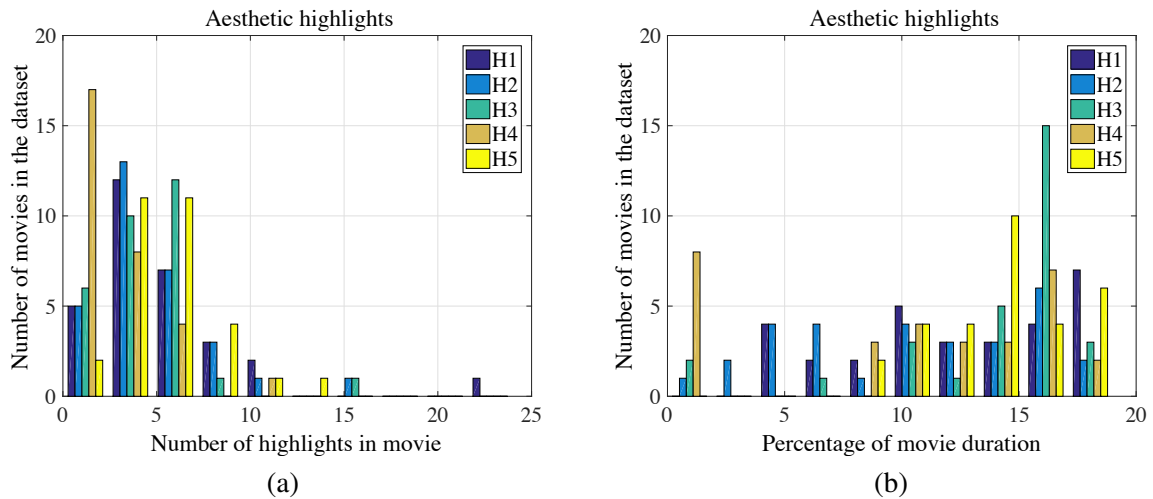 Aesthetic highlights
Number of movies in the dataset
20
15
10
5
0
H1
H2
H3
H4
H5
0 5 10 15 20 25
Number of highlights in movie
(a)
Aesthetic highlights
Number of movies in the dataset
20
15
10
5
0
H1
H2
H3
H4
H5
0 5 10 15 20
Percentage of movie duration
(b)